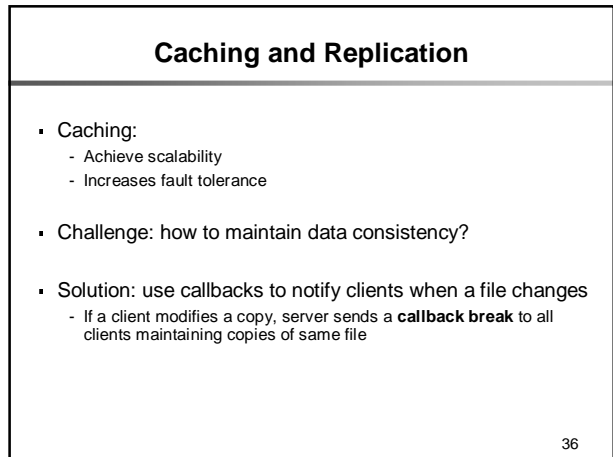 Caching and Replication
▪ Caching:
- Achieve scalability
- Increases fault tolerance
▪ Challenge: how to maintain data consistency?
▪ Solution: use callbacks to notify clients when a file changes
- If a client modifies a copy, server sends a callback break to all
clients maintaining copies of same file
36